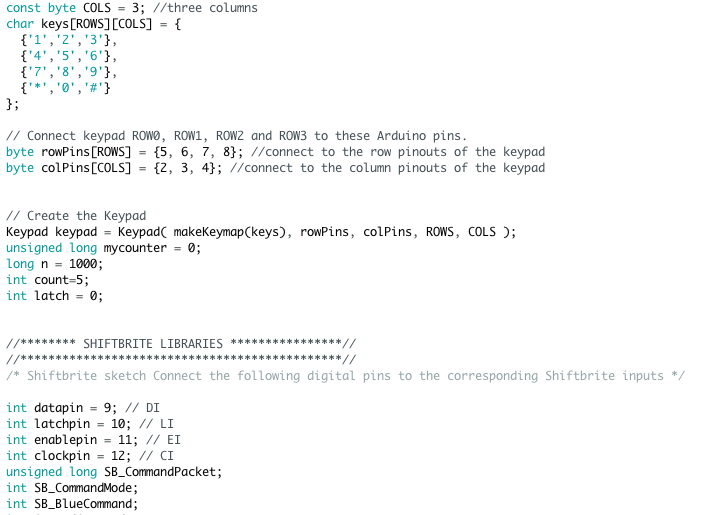 const byte COLS = 3; //three columns
char keys[ROWS][COLS] = {
  {'1','2','3'},
  {'4','5','6'},
  {'7','8','9'},
  {'*','0','#'}
};

// Connect keypad ROW0, ROW1, ROW2 and ROW3 to these Arduino pins.
byte rowPins[ROWS] = {5, 6, 7, 8}; //connect to the row pinouts of the keypad
byte colPins[COLS] = {2, 3, 4}; //connect to the column pinouts of the keypad

// Create the Keypad
Keypad keypad = Keypad( makeKeymap(keys), rowPins, colPins, ROWS, COLS );
unsigned long mycounter = 0;
long n = 1000;
int count=5;
int latch = 0;

//******** SHIFTBRITE LIBRARIES ****************//
//**********************************************//
/* Shiftbrite sketch Connect the following digital pins to the corresponding Shiftbrite inputs */

int datapin = 9; // DI
int latchpin = 10; // LI
int enablepin = 11; // EI
int clockpin = 12; // CI
unsigned long SB_CommandPacket;
int SB_CommandMode;
int SB_BlueCommand;